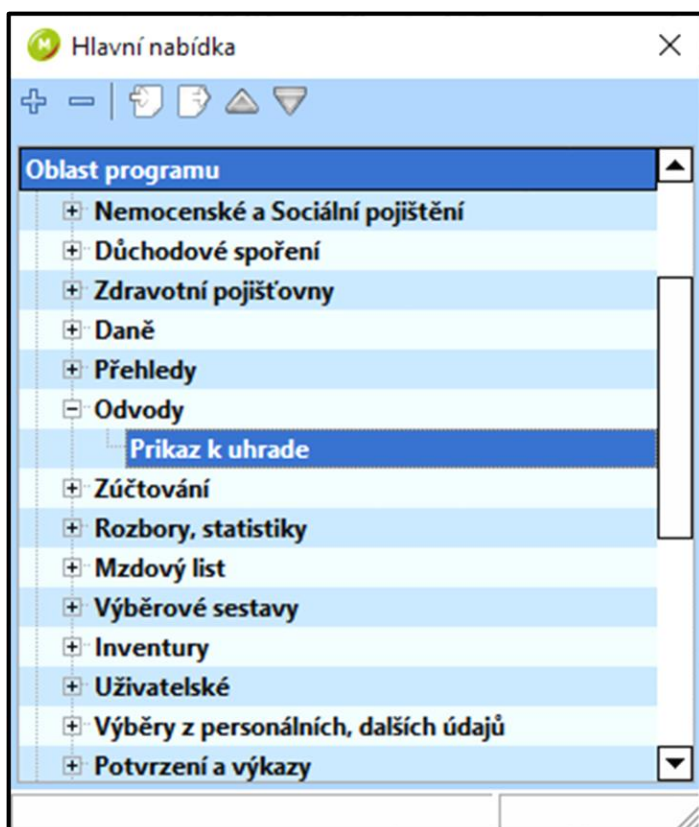 Hlavní nabídka
Oblast programu
Nemocenské a Sociální pojištění
Důchodové spoření
Zdravotní pojišťovny
Daně
Přehledy
Odvody
Prikaz k uhrade
Zúčtování
Rozbory, statistiky
Mzdový list
Výběrové sestavy
Inventury
Uživatelské
Výběry z personálních, dalších údajů
Potvrzení a výkazy